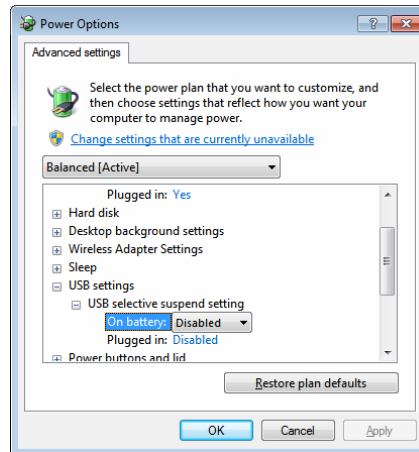 Power Options
Advanced settings
Select the power plan that you want to customize, and
then choose settings that reflect how you want your
computer to manage power.
Change settings that are currently unavailable
Balanced [Active]
Plugged in: Yes
Hard disk
Desktop background settings
Wireless Adapter Settings
Sleep
USB settings
USB selective suspend setting
On battery: Disabled
Plugged in: Disabled
Power buttons and lid
Restore plan defaults
OK Cancel Apply